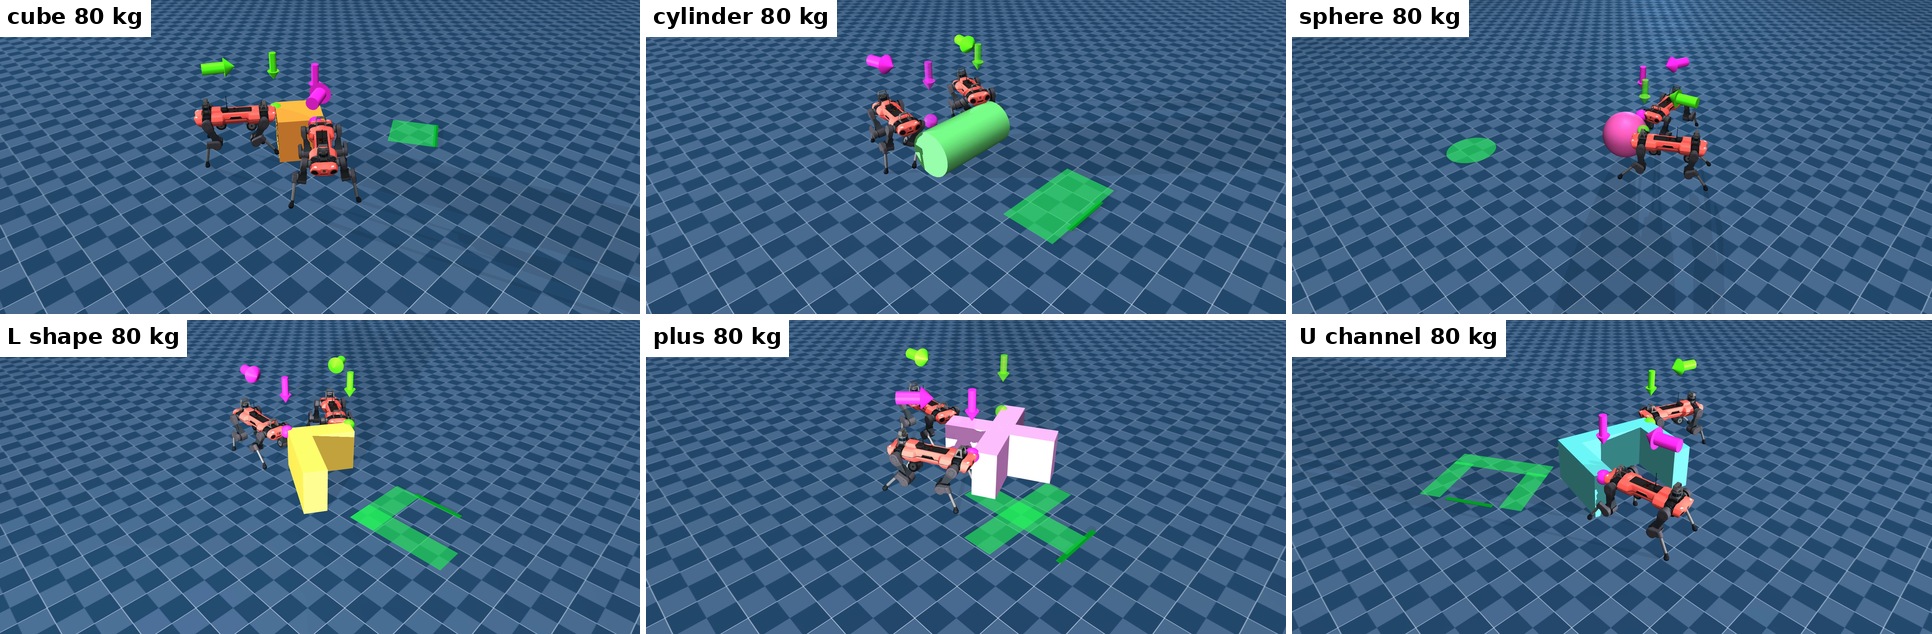 cube 80 kg
cylinder 80 kg
sphere 80 kg
L shape 80 kg
plus 80 kg
U channel 80 kg